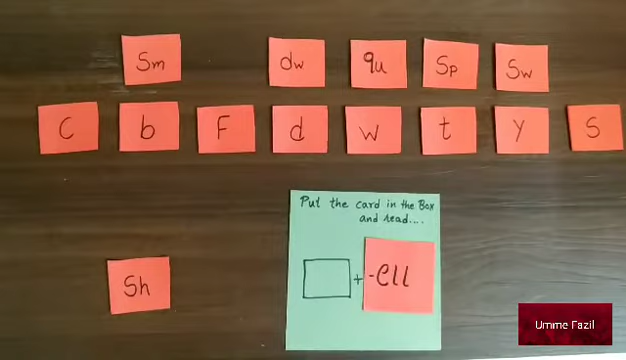 Sm dw qu Sp Sw
C b F d w t y S
Put the card in the Box
and read....
Sh
+ -ell
Umme Fazil